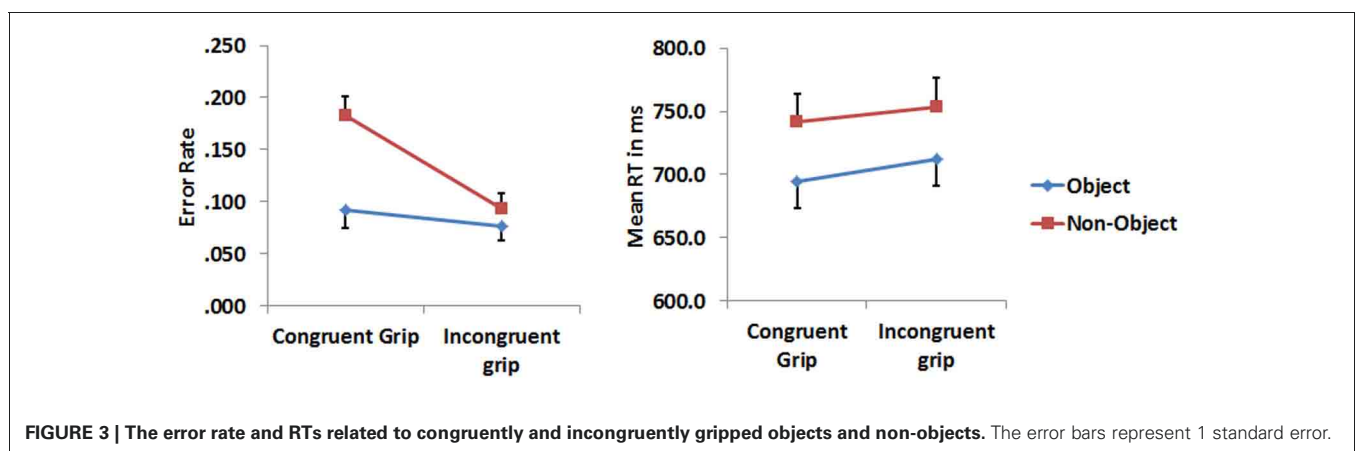 .250
.200
.150
.100
.050
.000
Error Rate
Congruent Grip
Incongruent
grip
800.0
750.0
700.0
650.0
600.0
Mean RT in ms
Congruent
Grip
Incongruent
grip
Object
Non-Object
FIGURE 3 | The error rate and RTs related to congruently and incongruently gripped objects and non-objects. The error bars represent 1 standard error.